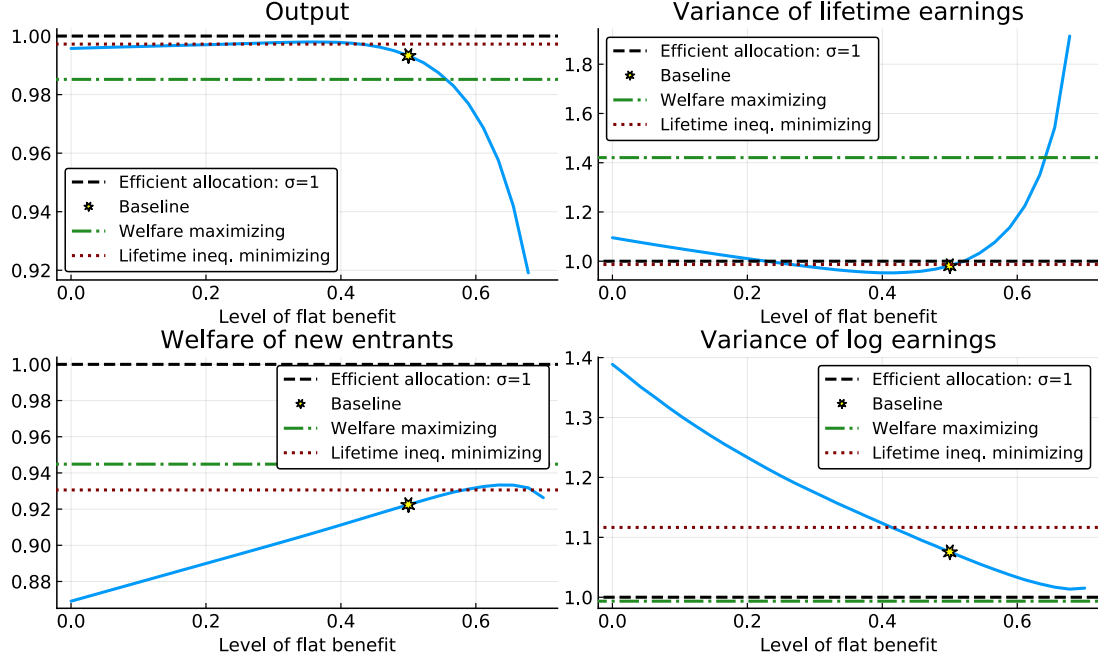 Output
1.00
0.98
0.96
0.94
0.92
Efficient allocation: σ=1
Baseline
Welfare maximizing
Lifetime ineq. minimizing
0.0
0.2
0.4
0.6
Level of flat benefit
Variance of lifetime earnings
1.8
1.6
1.4
1.2
1.0
Efficient allocation: σ=1
Baseline
Welfare maximizing
Lifetime ineq. minimizing
0.0
0.2
0.4
0.6
Level of flat benefit
Welfare of new entrants
1.00
0.98
0.96
0.94
0.92
0.90
0.88
Efficient allocation: σ=1
Baseline
Welfare maximizing
Lifetime ineq. minimizing
0.0
0.2
0.4
0.6
Level of flat benefit
Variance of log earnings
1.4
1.3
1.2
1.1
1.0
Efficient allocation: σ=1
Baseline
Welfare maximizing
Lifetime ineq. minimizing
0.0
0.2
0.4
0.6
Level of flat benefit